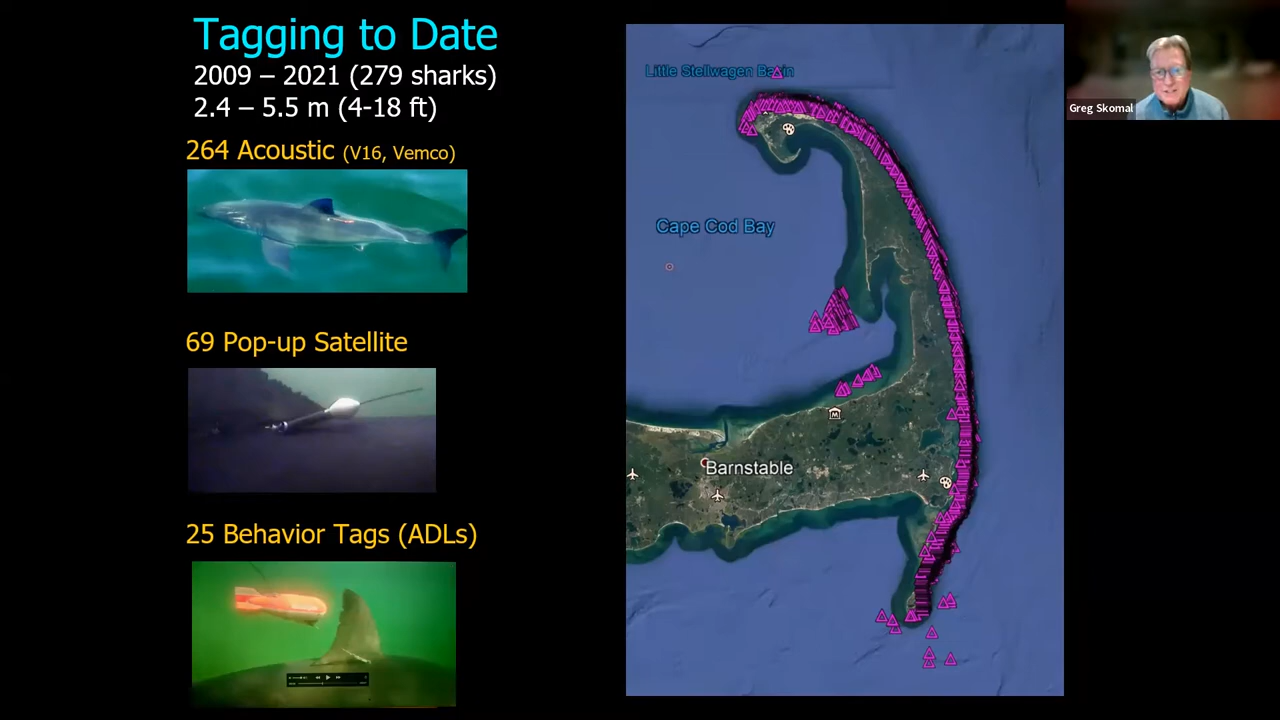 Tagging to Date
2009 – 2021 (279 sharks)
2.4 – 5.5 m (4-18 ft)
264 Acoustic (V16, Vemco)
69 Pop-up Satellite
25 Behavior Tags (ADLs)
Little Stellwagen Basin
Cape Cod Bay
Barnstable
Greg Skomal